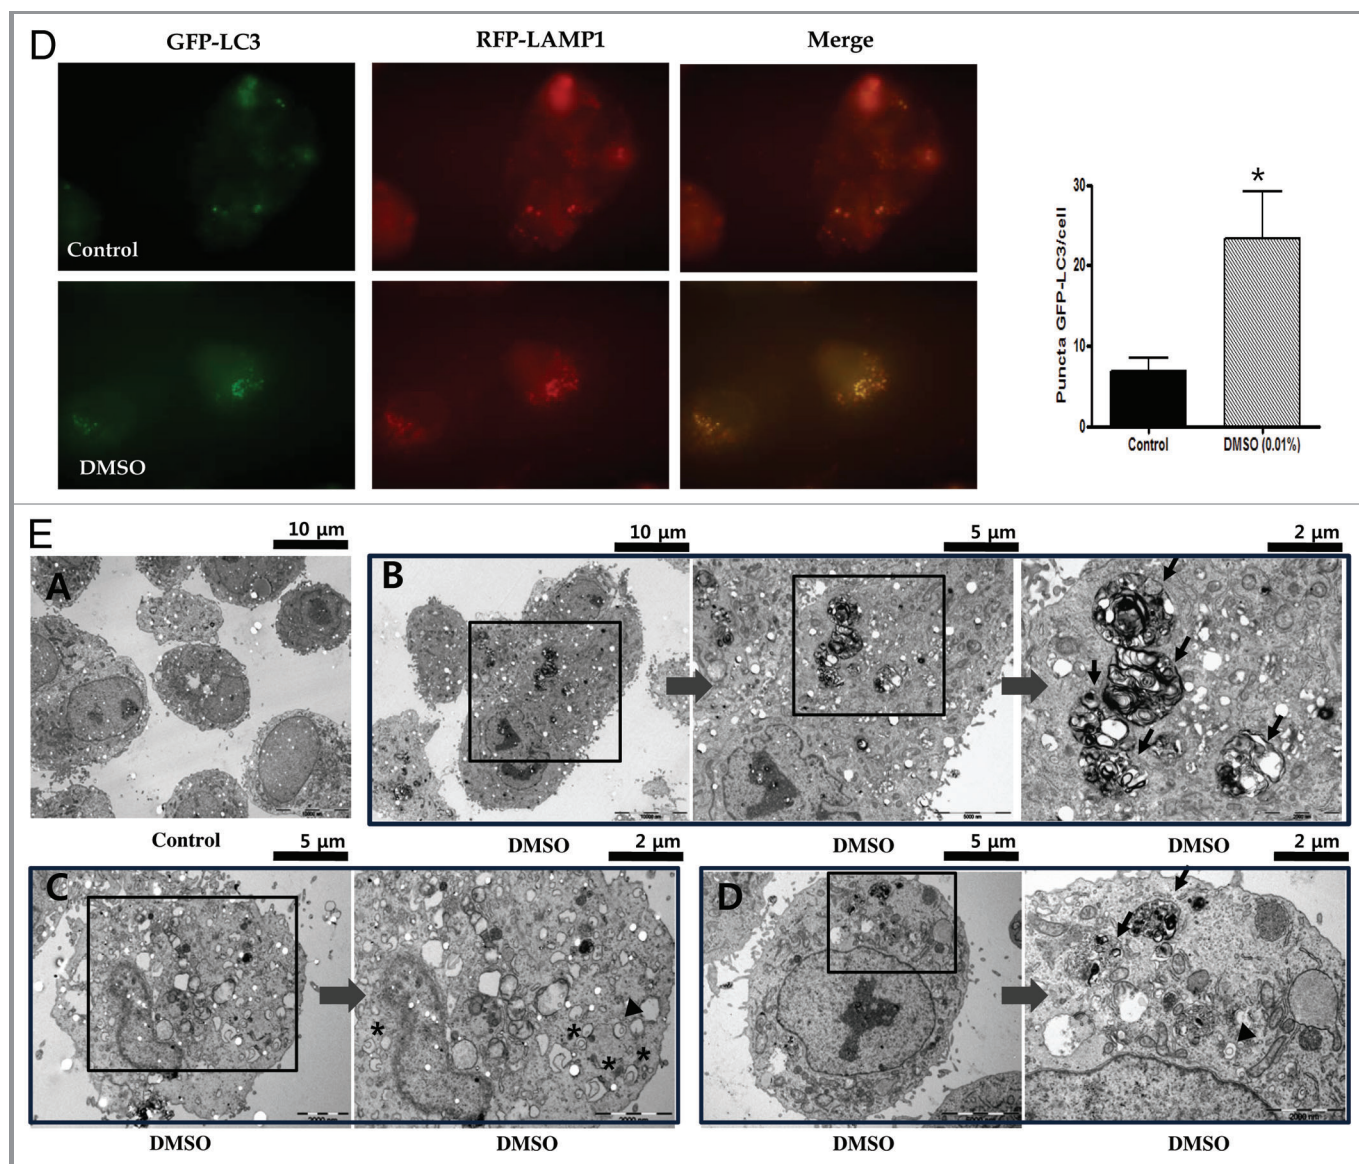 D
GFP-LC3 RFP-LAMP1 Merge
Control
DMSO
*
Puncta GFP-LC3/cell
30
20
10
0
Control DMSO (0.01%)
E
10 µm 10 µm 5 µm 2 µm
A B
Control DMSO DMSO DMSO
5 µm 2 µm 5 µm 2 µm
C D
* * * *
2000 nm
DMSO DMSO DMSO DMSO